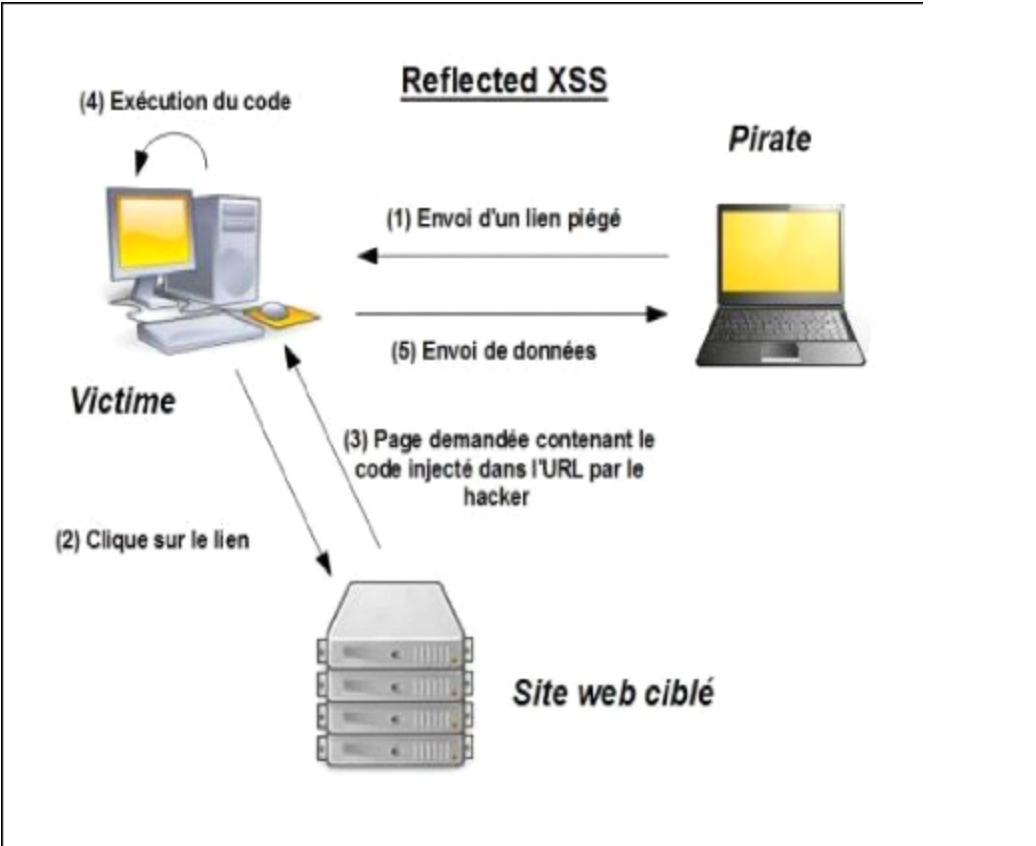 Reflected XSS
(4) Exécution du code
Pirate
(1) Envoi d'un lien piégé
(5) Envoi de données
Victime
(3) Page demandée contenant le
code injecté dans l'URL par le
hacker
(2) Clique sur le lien
Site web ciblé